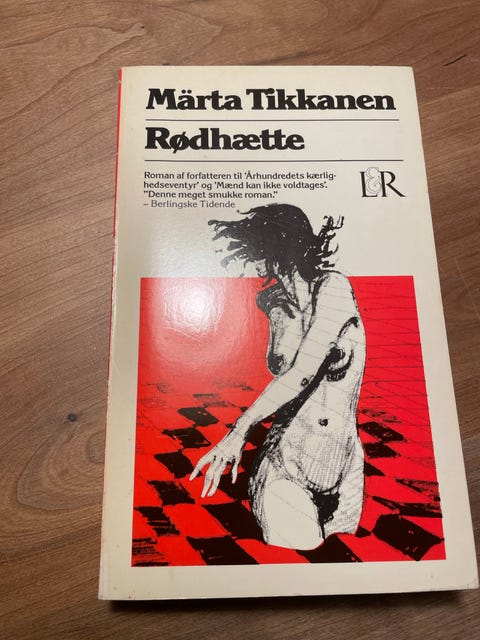 Märta Tikkanen
Rødhætte
Roman af forfatteren til 'Århundredets kærlig-
hedseventyr' og 'Mænd kan ikke voldtages'.
"Denne meget smukke roman."
– Berlingske Tidende
L&R